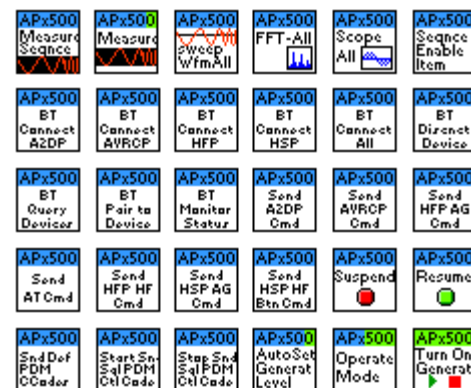 APx500 APx500 APx500 APx500 APx500 APx500
Measure Measure sweep FFT-All Scope Seqnce
Seqnce WfmAll All Enable
Item
APx500 APx500 APx500 APx500 APx500 APx500
BT BT BT BT BT BT
Connect Connect Connect Connect Connect Discnct
A2DP AVRCP HFP HSP All Device
APx500 APx500 APx500 APx500 APx500 APx500
BT BT BT Send Send Send
Query Pair to Monitor A2DP AVRCP HFP AG
Devices Device Status Cmd Cmd Cmd
APx500 APx500 APx500 APx500 APx500 APx500
Send Send Send Send Suspend Resume
AT Cmd HFP HF HSP AG HSP HF
Cmd Cmd Btn Cmd
APx500 APx500 APx500 APx500 APx500 APx500
Snd Def Start Sn Stop Snd AutoSet Operate Turn On
PDM Sql PDM Sql PDM Generat Mode Generat
Codes Ctl Code Ctl Code Level